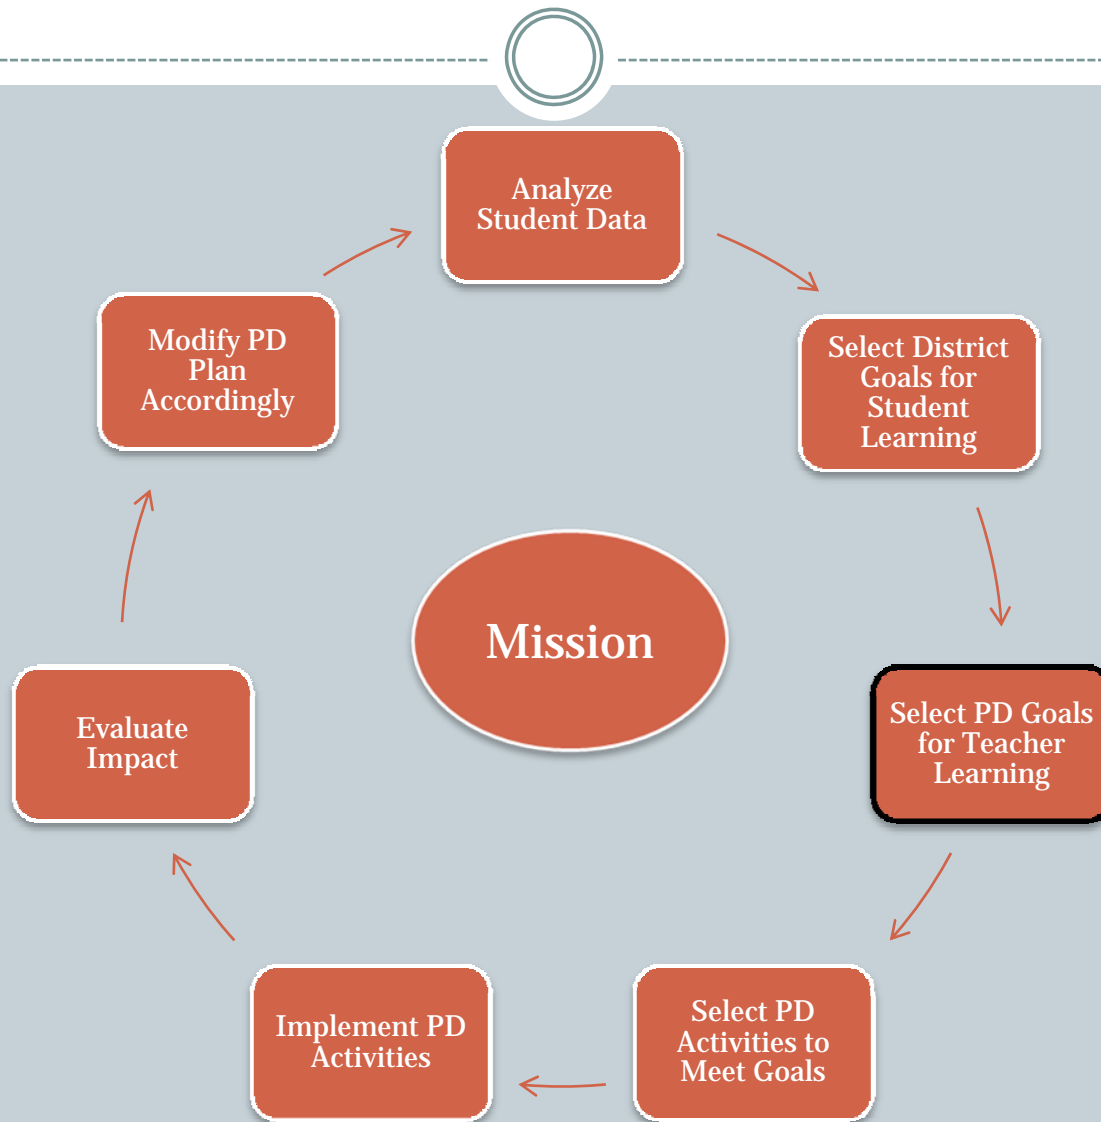 Analyze
Student Data
Select District
Goals for
Student
Learning
Select PD Goals
for Teacher
Learning
Select PD
Activities to
Meet Goals
Implement PD
Activities
Evaluate
Impact
Modify PD
Plan
Accordingly
Mission